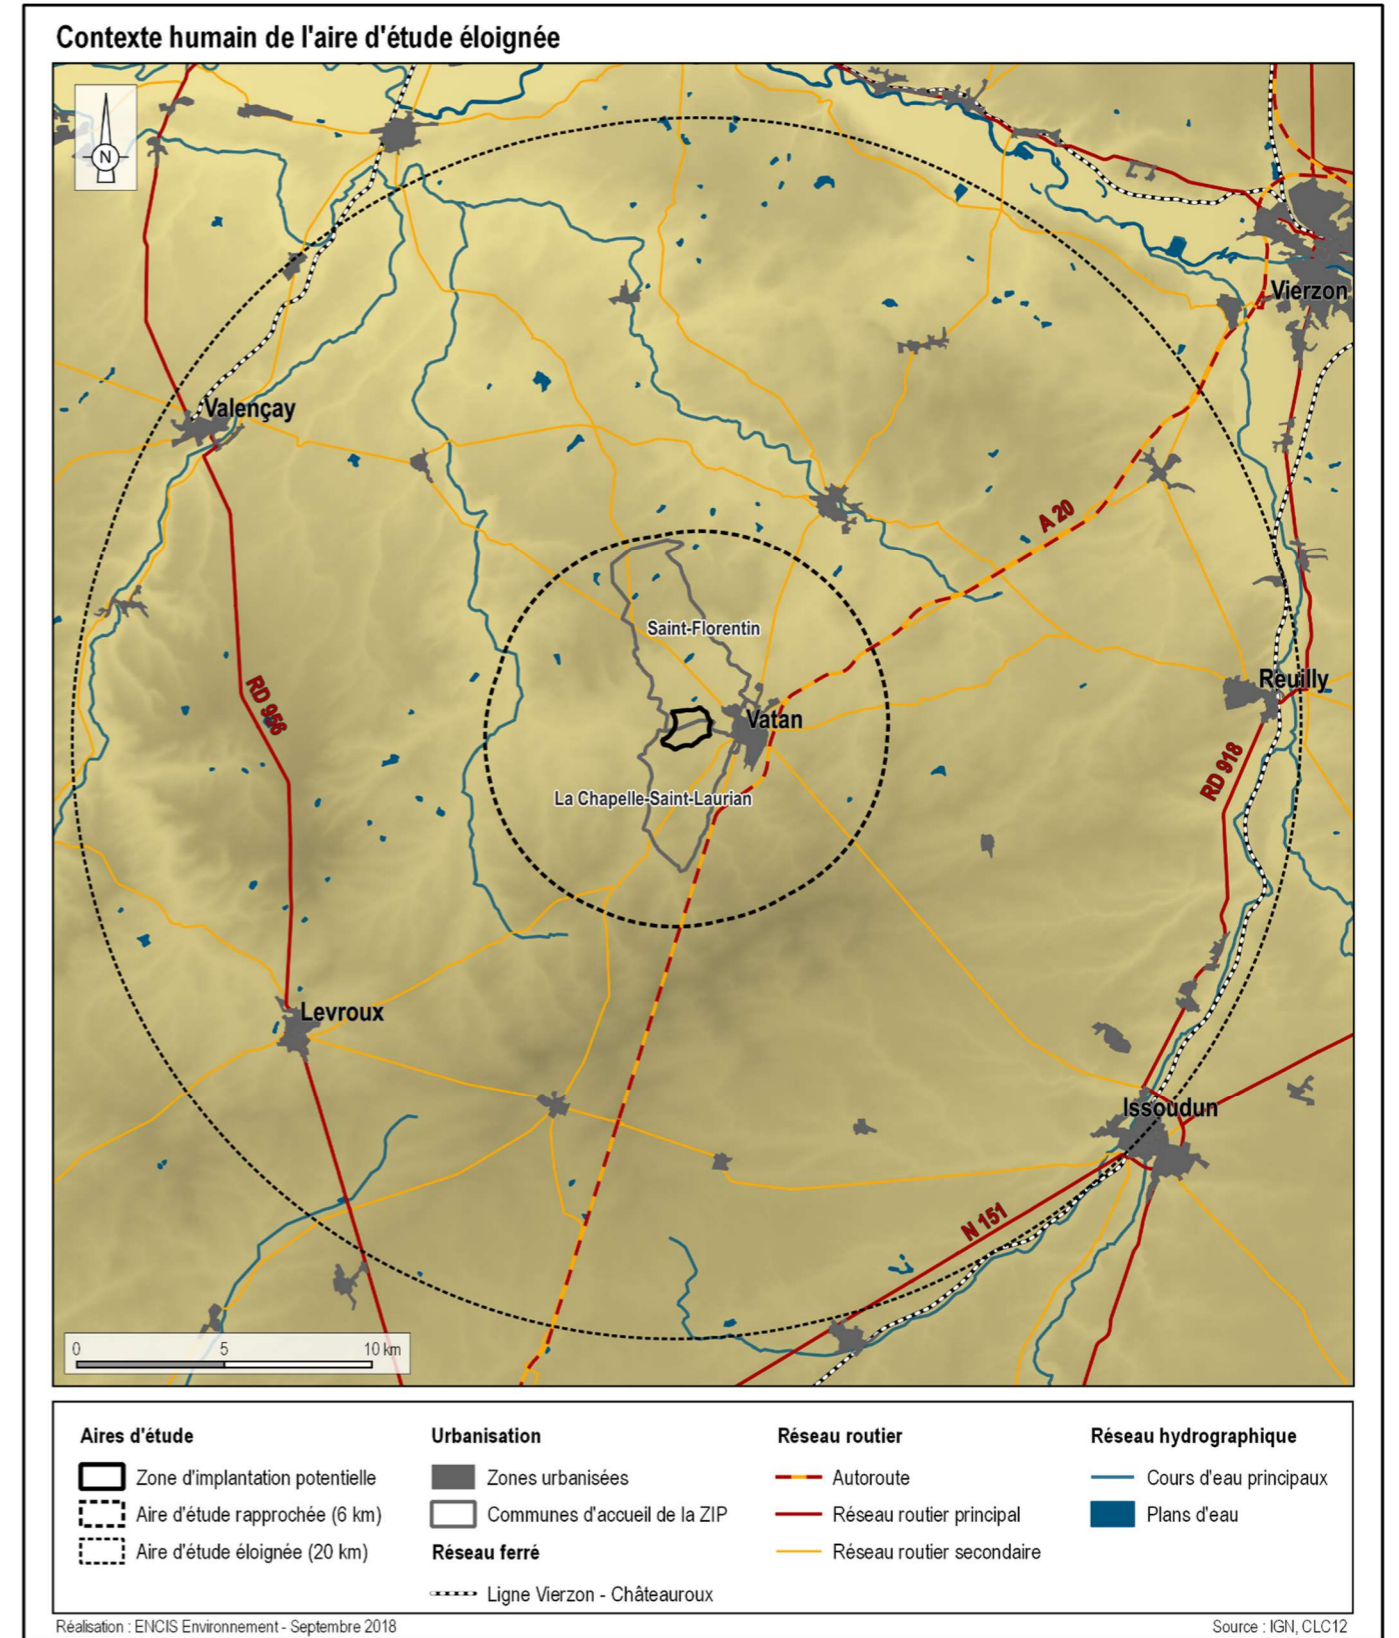 Contexte humain de l'aire d'étude éloignée
N
Vierzon
Valençay
A 20
Saint-Florentin
Reuilly
RD 956
Vatan
RD 918
La Chapelle-Saint-Laurian
Levroux
Issoudun
N 151
0 5 10 km
Aires d'étude
Zone d'implantation potentielle
Aire d'étude rapprochée (6 km)
Aire d'étude éloignée (20 km)
Urbanisation
Zones urbanisées
Communes d'accueil de la ZIP
Réseau ferré
Ligne Vierzon - Châteauroux
Réseau routier
Autoroute
Réseau routier principal
Réseau routier secondaire
Réseau hydrographique
Cours d'eau principaux
Plans d'eau
Réalisation : ENCIS Environnement - Septembre 2018
Source : IGN, CLC12